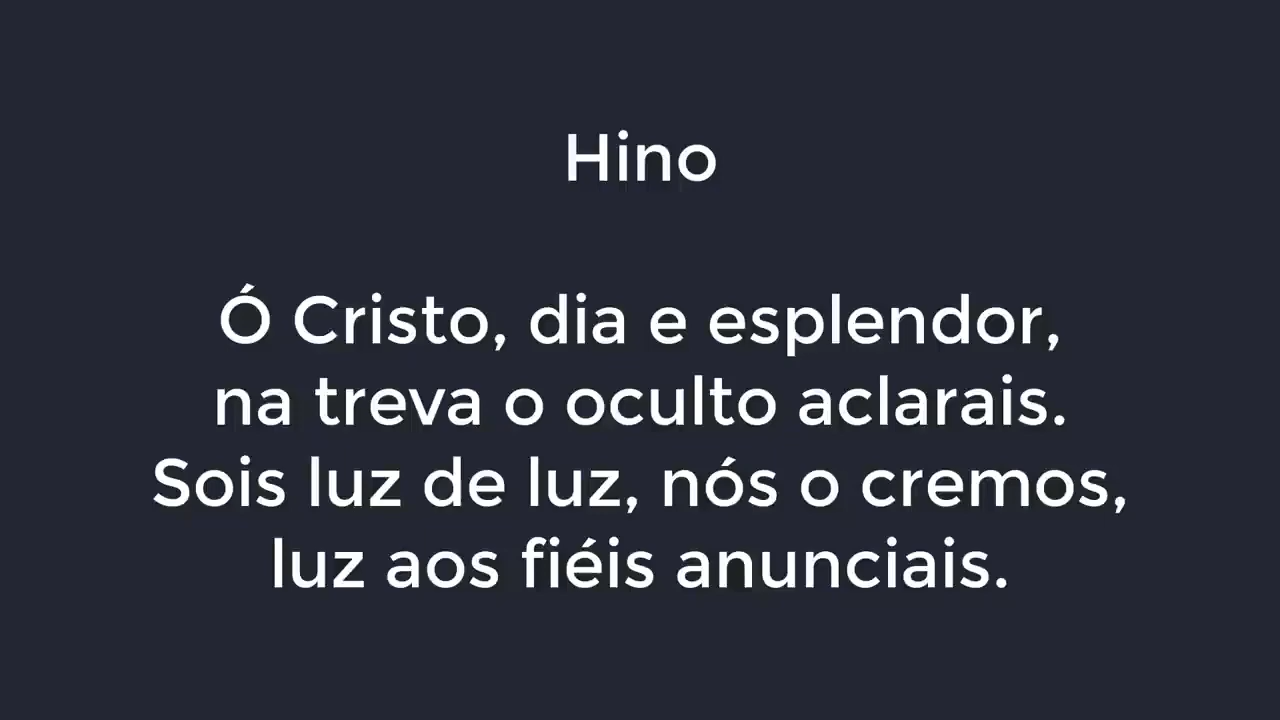 Hino
Ó Cristo, dia e esplendor,
na treva o oculto aclarais.
Sois luz de luz, nós o cremos,
luz aos fiéis anunciais.